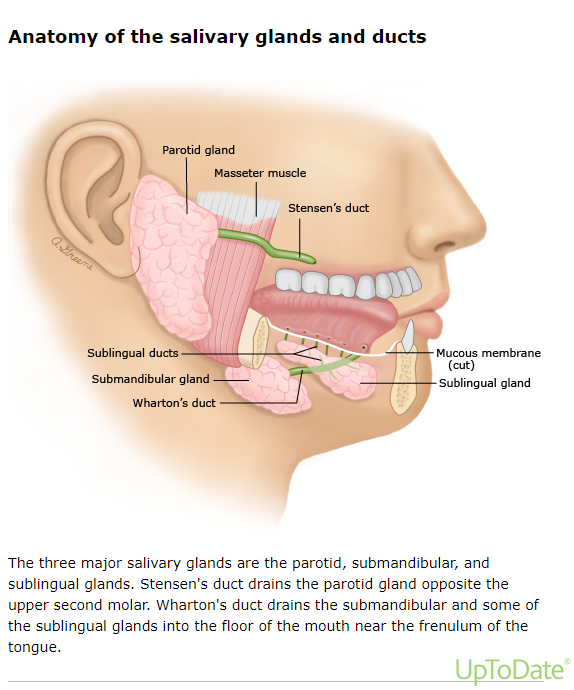 Anatomy of the salivary glands and ducts
Parotid gland
Masseter muscle
Stensen's duct
A.Greene
Sublingual ducts
Submandibular gland
Wharton's duct
Mucous membrane
(cut)
Sublingual gland
The three major salivary glands are the parotid, submandibular, and
sublingual glands. Stensen's duct drains the parotid gland opposite the
upper second molar. Wharton's duct drains the submandibular and some of
the sublingual glands into the floor of the mouth near the frenulum of the
tongue.
UpToDate®